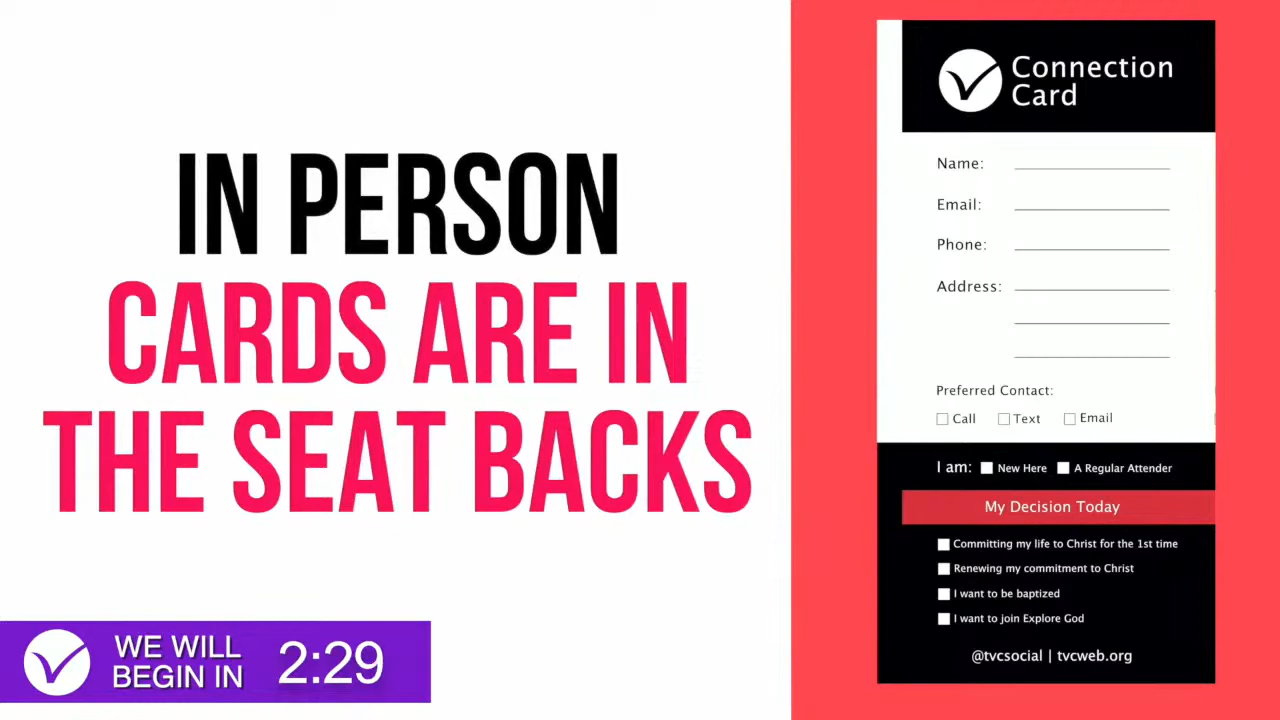 IN PERSON
CARDS ARE IN
THE SEAT BACKS
WE WILL
BEGIN IN
2:29
Connection
Card
Name:
Email:
Phone:
Address:
Preferred Contact:
Call Text Email
I am: New Here A Regular Attender
My Decision Today
Committing my life to Christ for the 1st time
Renewing my commitment to Christ
I want to be baptized
I want to join Explore God
@tvcsocial | tvcweb.org